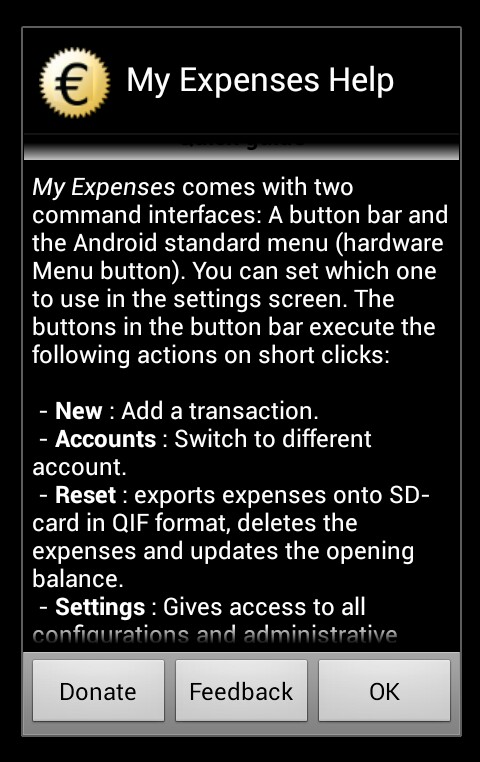 €
My Expenses Help
My Expenses comes with two
command interfaces: A button bar and
the Android standard menu (hardware
Menu button). You can set which one
to use in the settings screen. The
buttons in the button bar execute the
following actions on short clicks:
- New : Add a transaction.
- Accounts : Switch to different
account.
- Reset : exports expenses onto SD-
card in QIF format, deletes the
expenses and updates the opening
balance.
- Settings : Gives access to all
configurations and administrative
Donate
Feedback
OK